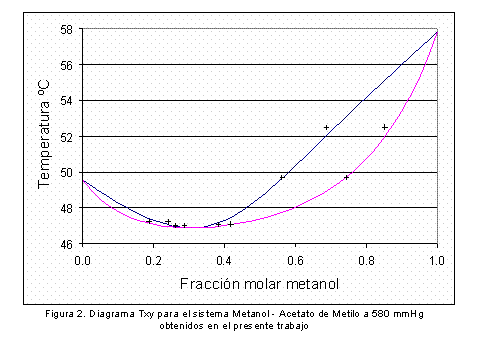 58
56
54
52
50
48
46
Temperatura ºC
0.0 0.2 0.4 0.6 0.8 1.0
Fracción molar metanol
Figura 2. Diagrama Txy para el sistema Metanol - Acetato de Metilo a 580 mmHg
obtenidos en el presente trabajo